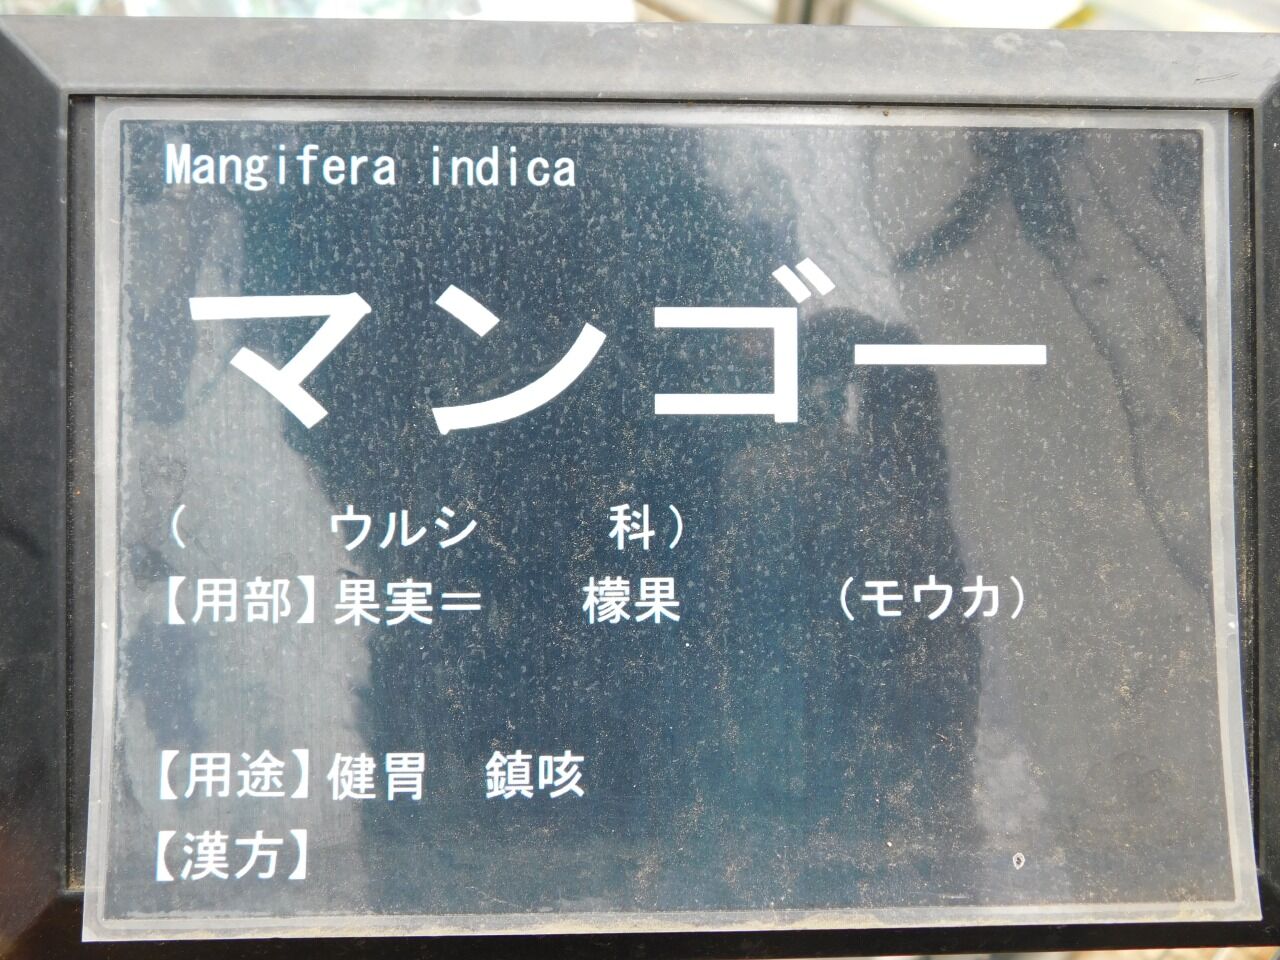 Mangifera indica
マンゴー
（ ウルシ 科）
【用部】果実＝ 檬果 （モウカ）
【用途】健胃 鎮咳
【漢方】